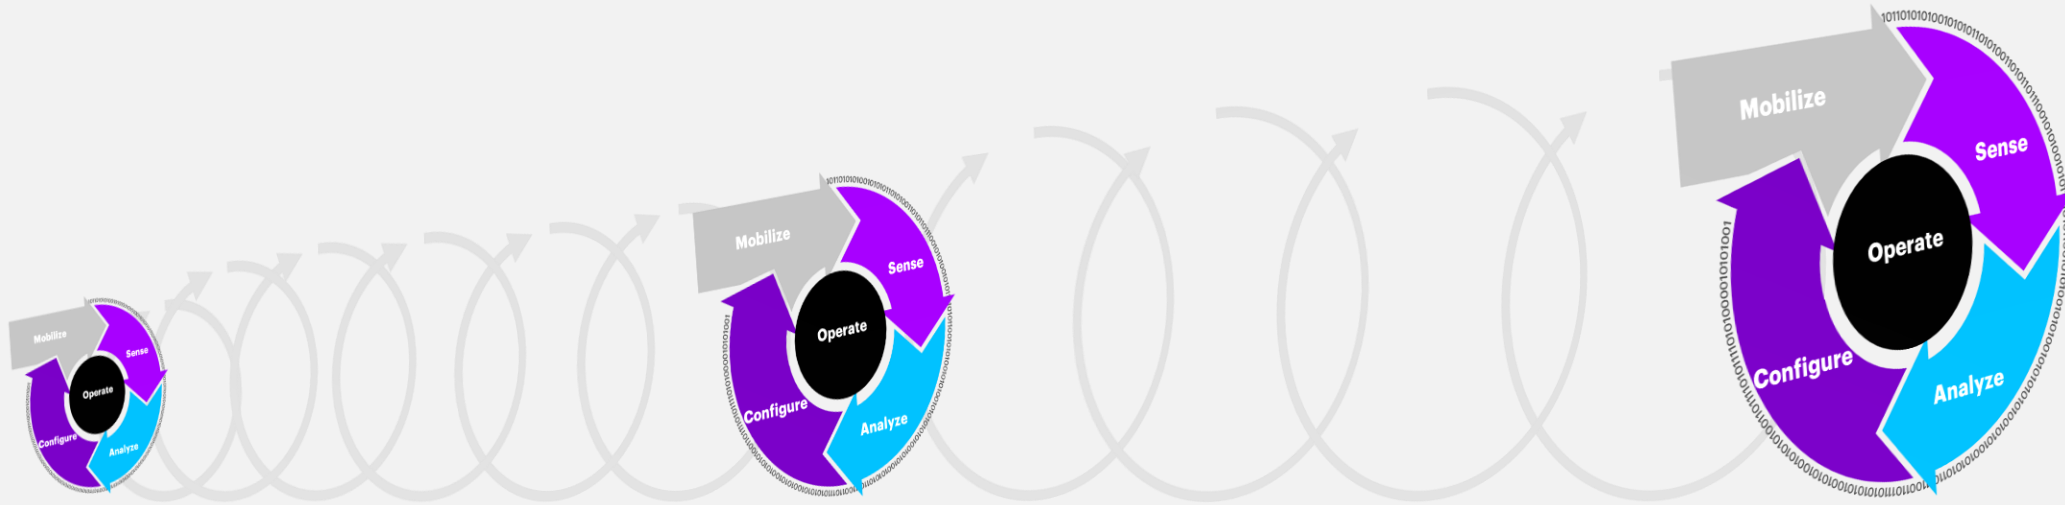 Mobilize
Sense
Operate
Configure
Analyze
Mobilize
Sense
Operate
Configure
Analyze
Mobilize
Sense
Operate
Configure
Analyze